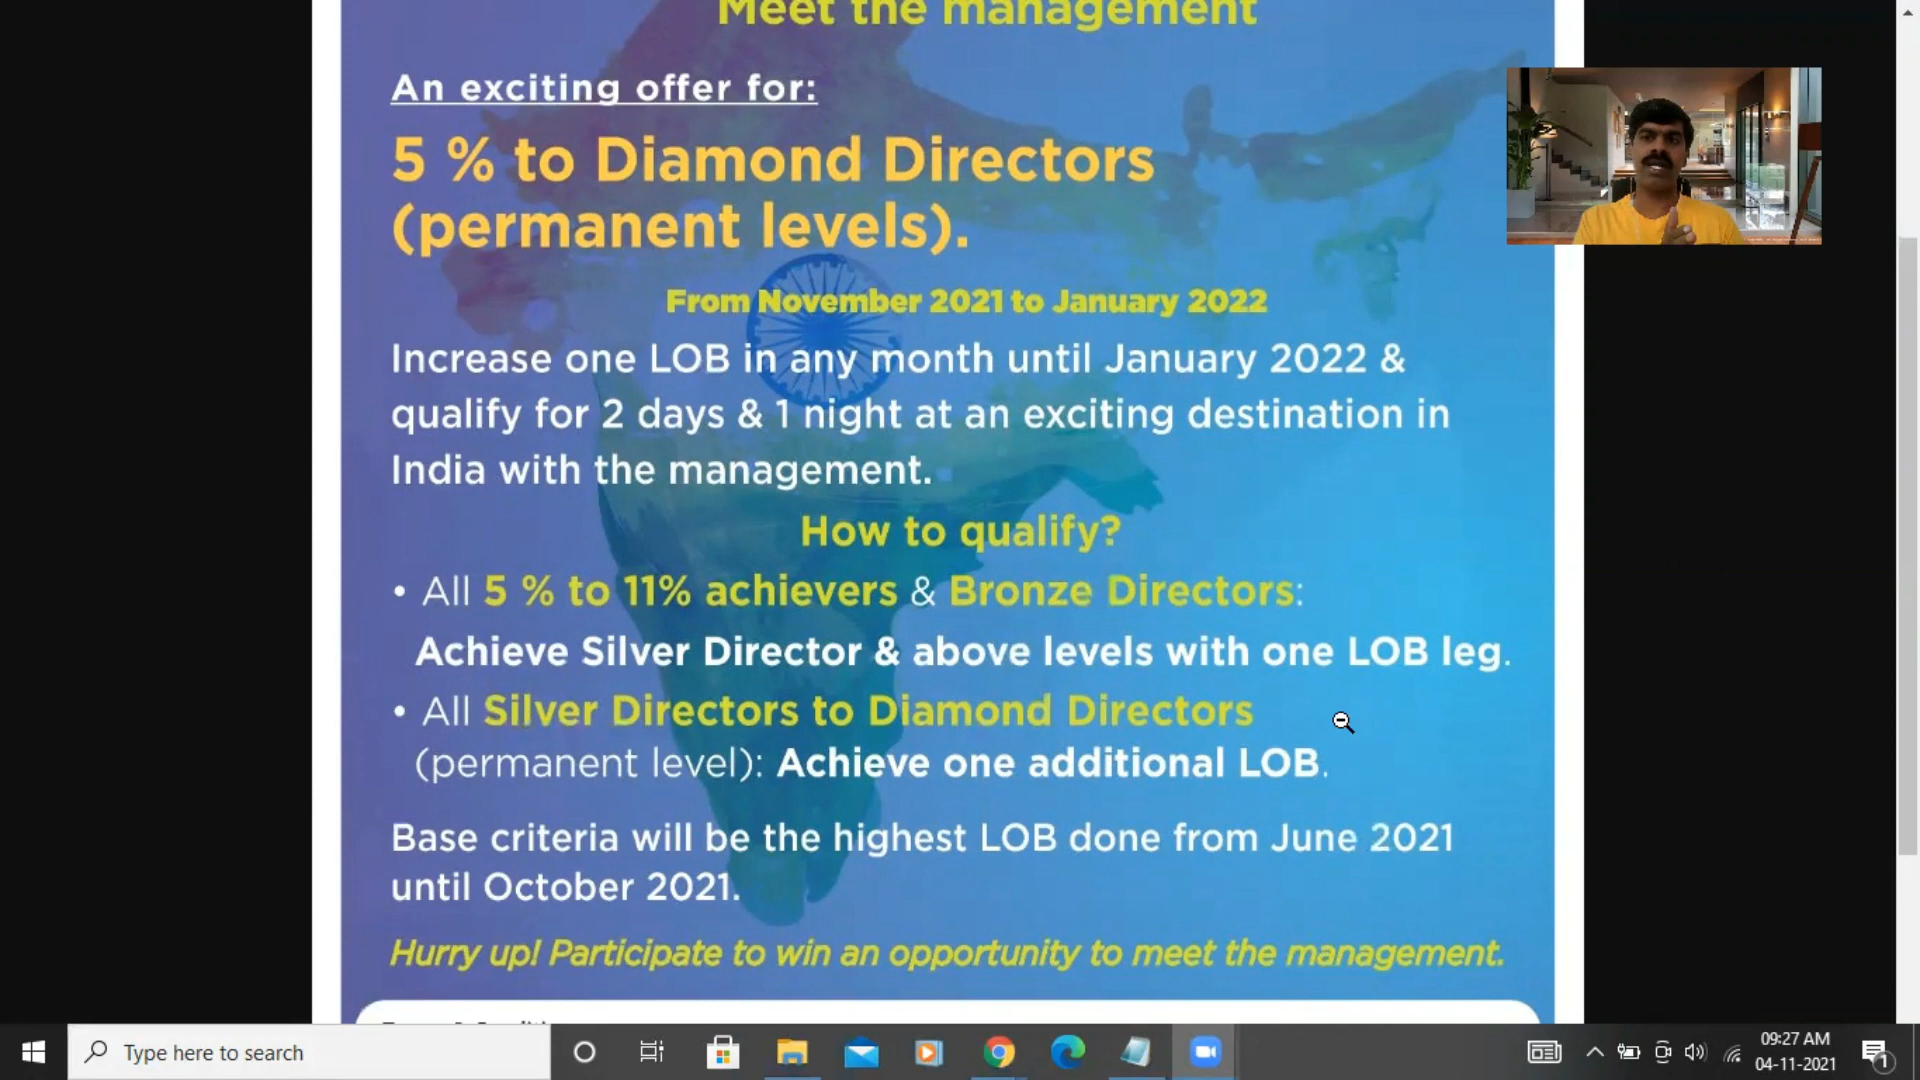 Meet the management
An exciting offer for:
5 % to Diamond Directors
(permanent levels).
From November 2021 to January 2022
Increase one LOB in any month until January 2022 &
qualify for 2 days & 1 night at an exciting destination in
India with the management.
How to qualify?
• All 5 % to 11% achievers & Bronze Directors:
Achieve Silver Director & above levels with one LOB leg.
• All Silver Directors to Diamond Directors
(permanent level): Achieve one additional LOB.
Base criteria will be the highest LOB done from June 2021
until October 2021.
Hurry up! Participate to win an opportunity to meet the management.
Type here to search
09:27 AM
04-11-2021
1